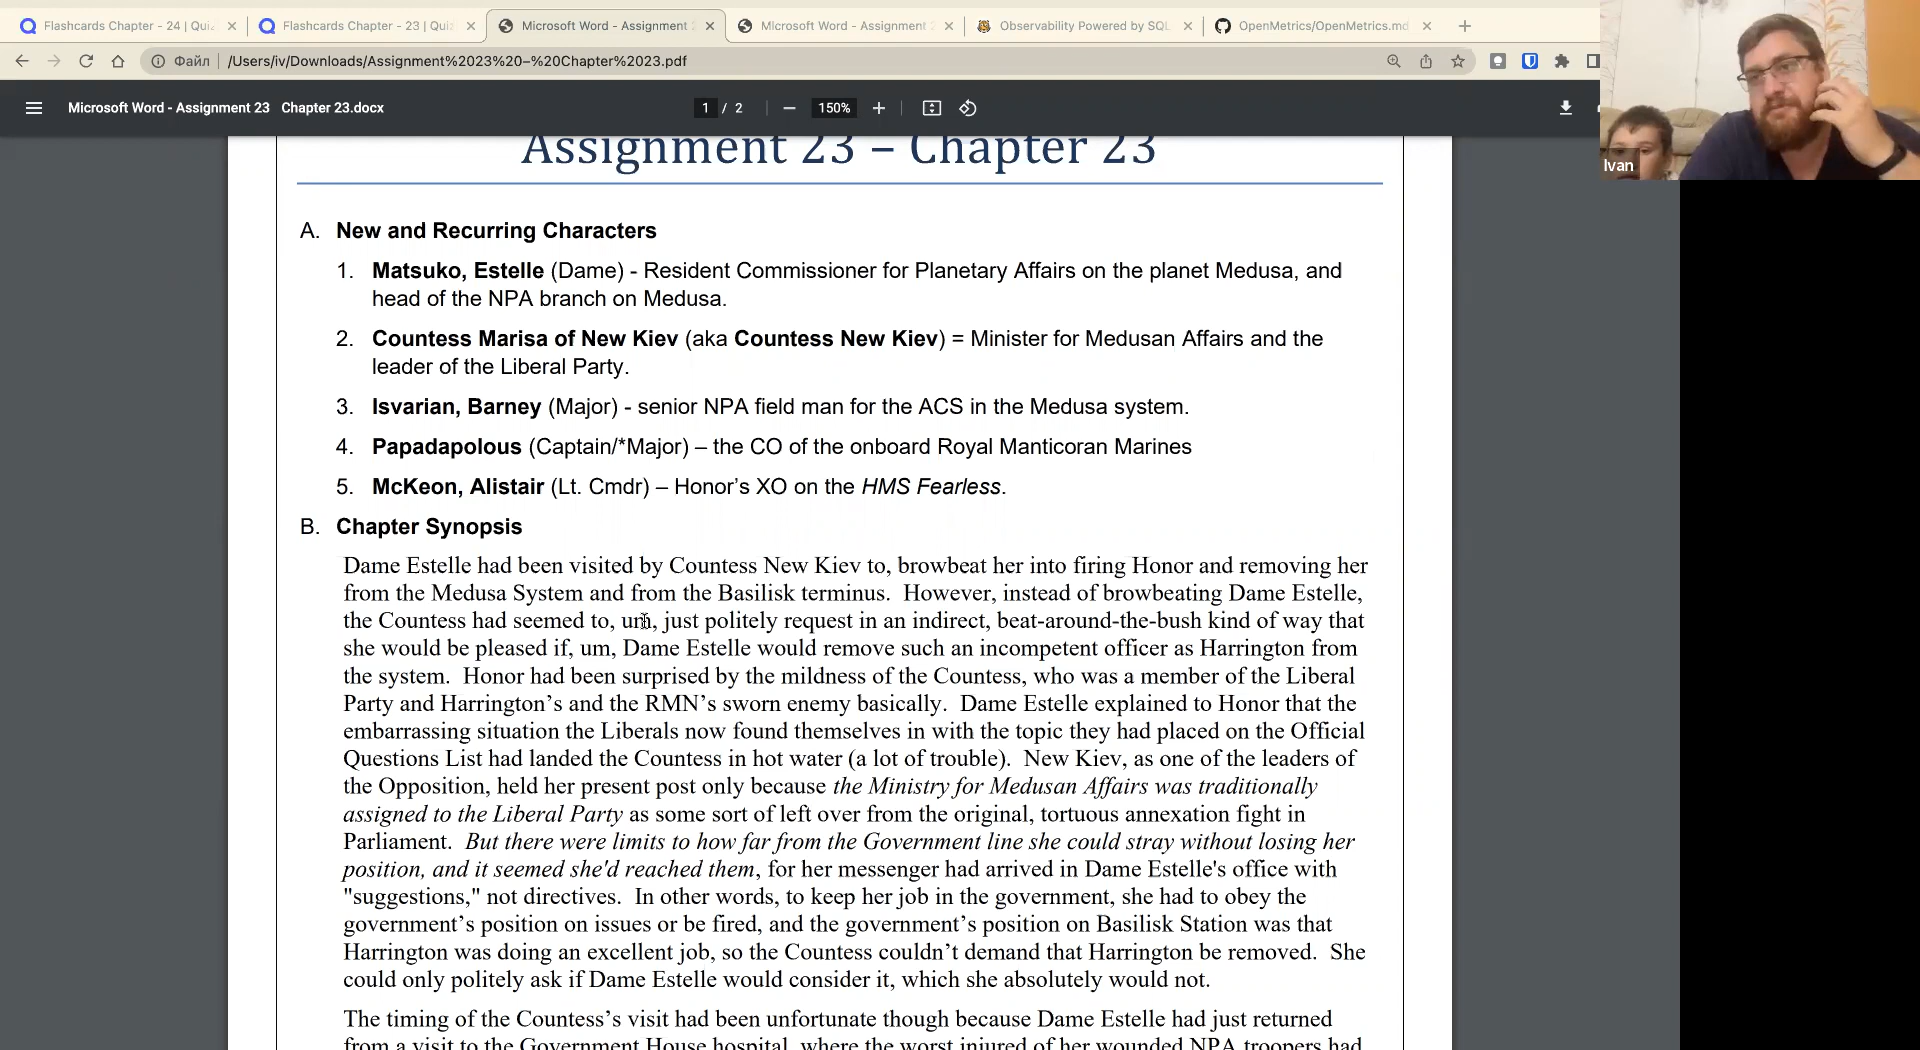 Flashcards Chapter - 24 | Quiz
Flashcards Chapter - 23 | Quiz
Microsoft Word - Assignment 2
Microsoft Word - Assignment 2
Observability Powered by SQL
OpenMetrics/OpenMetrics.md
Файл
/Users/iv/Downloads/Assignment%2023%20–%20Chapter%2023.pdf
Microsoft Word - Assignment 23 Chapter 23.docx
1 / 2
150%
Ivan
Assignment 23 – Chapter 23
A. New and Recurring Characters
1. Matsuko, Estelle (Dame) - Resident Commissioner for Planetary Affairs on the planet Medusa, and
head of the NPA branch on Medusa.
2. Countess Marisa of New Kiev (aka Countess New Kiev) = Minister for Medusan Affairs and the
leader of the Liberal Party.
3. Isvarian, Barney (Major) - senior NPA field man for the ACS in the Medusa system.
4. Papadapolous (Captain/*Major) – the CO of the onboard Royal Manticoran Marines
5. McKeon, Alistair (Lt. Cmdr) – Honor’s XO on the HMS Fearless.
B. Chapter Synopsis
Dame Estelle had been visited by Countess New Kiev to, browbeat her into firing Honor and removing her
from the Medusa System and from the Basilisk terminus. However, instead of browbeating Dame Estelle,
the Countess had seemed to, um, just politely request in an indirect, beat-around-the-bush kind of way that
she would be pleased if, um, Dame Estelle would remove such an incompetent officer as Harrington from
the system. Honor had been surprised by the mildness of the Countess, who was a member of the Liberal
Party and Harrington’s and the RMN’s sworn enemy basically. Dame Estelle explained to Honor that the
embarrassing situation the Liberals now found themselves in with the topic they had placed on the Official
Questions List had landed the Countess in hot water (a lot of trouble). New Kiev, as one of the leaders of
the Opposition, held her present post only because the Ministry for Medusan Affairs was traditionally
assigned to the Liberal Party as some sort of left over from the original, tortuous annexation fight in
Parliament. But there were limits to how far from the Government line she could stray without losing her
position, and it seemed she'd reached them, for her messenger had arrived in Dame Estelle's office with
"suggestions," not directives. In other words, to keep her job in the government, she had to obey the
government’s position on issues or be fired, and the government’s position on Basilisk Station was that
Harrington was doing an excellent job, so the Countess couldn’t demand that Harrington be removed. She
could only politely ask if Dame Estelle would consider it, which she absolutely would not.
The timing of the Countess’s visit had been unfortunate though because Dame Estelle had just returned
from a visit to the Government House hospital, where the worst injured of her wounded NPA troopers had